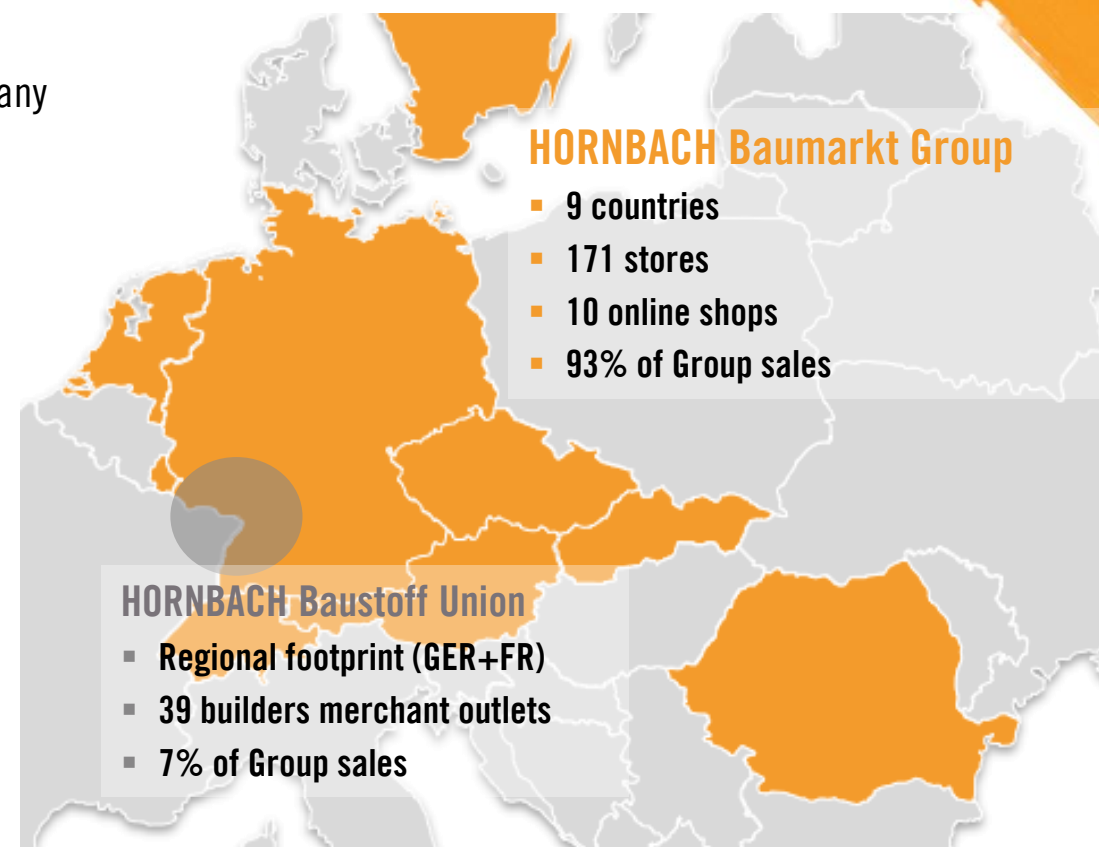 any
HORNBACH Baumarkt Group
▪ 9 countries
▪ 171 stores
▪ 10 online shops
▪ 93% of Group sales
HORNBACH Baustoff Union
▪ Regional footprint (GER+FR)
▪ 39 builders merchant outlets
▪ 7% of Group sales